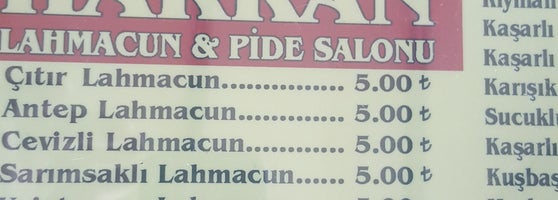 LAHMACUN & PİDE SALONU
Çıtır Lahmacun................ 5.00 ₺
Antep Lahmacun............. 5.00 ₺
Cevizli Lahmacun............ 5.00 ₺
Sarımsaklı Lahmacun...... 5.00 ₺
Kaşarlı
Kaşarlı
Karışık
Sucuklu
Kaşarlı
Kuşbaş